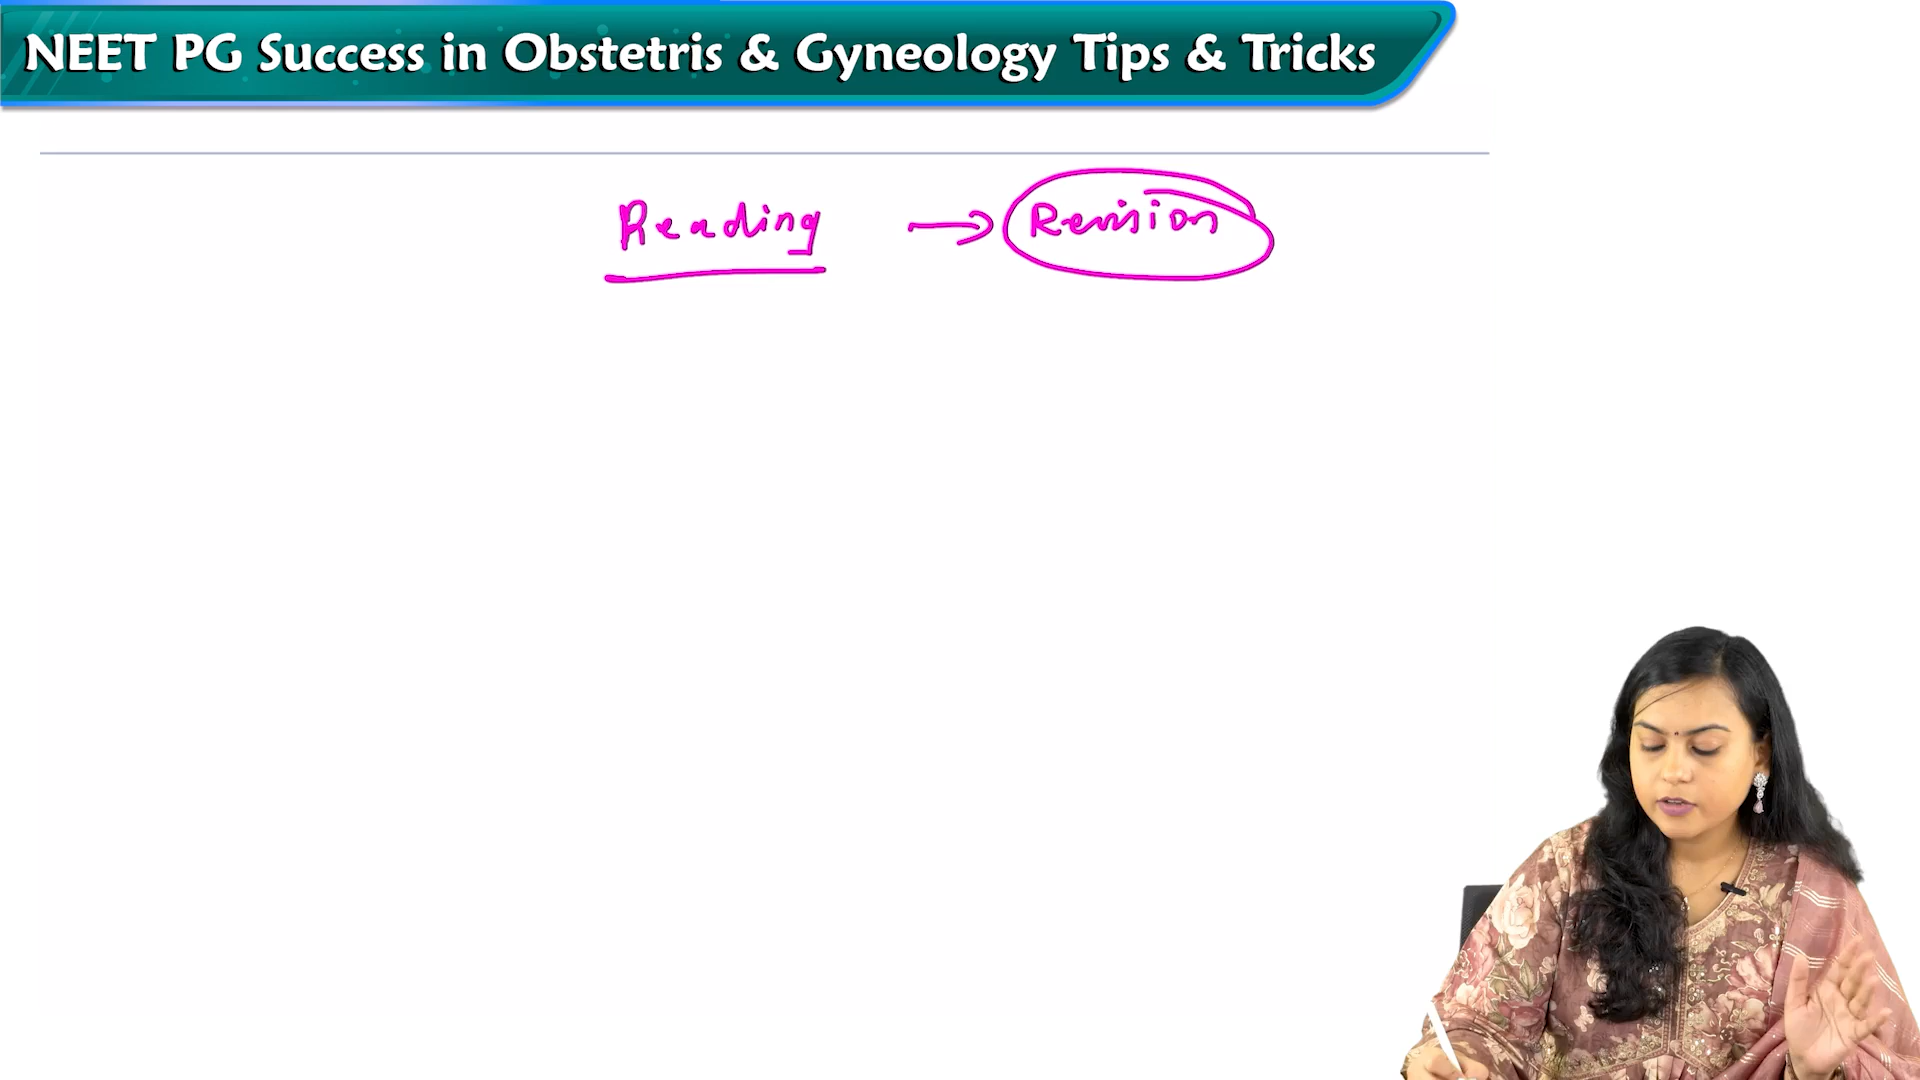 NEET PG Success in Obstetris & Gyneology Tips & Tricks
Reading → Revision